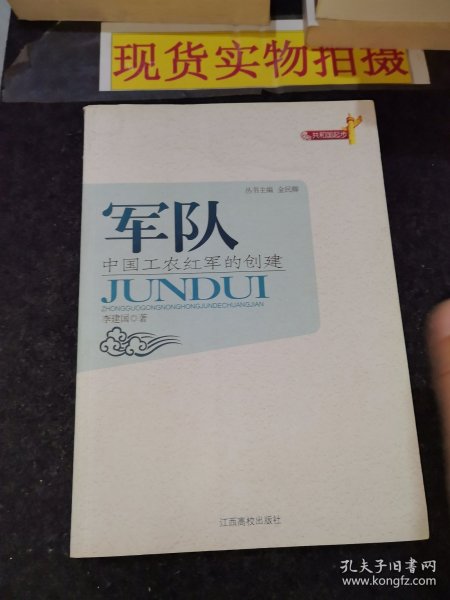 现货实物拍摄
共和国起步
丛书主编 金民卿
军队
中国工农红军的创建
JUNDUI
ZHONGGUOGONGNONGHONGJUNDECHUANGJIAN
李建国◎著
江西高校出版社
孔夫子旧书网
www.kongfz.com